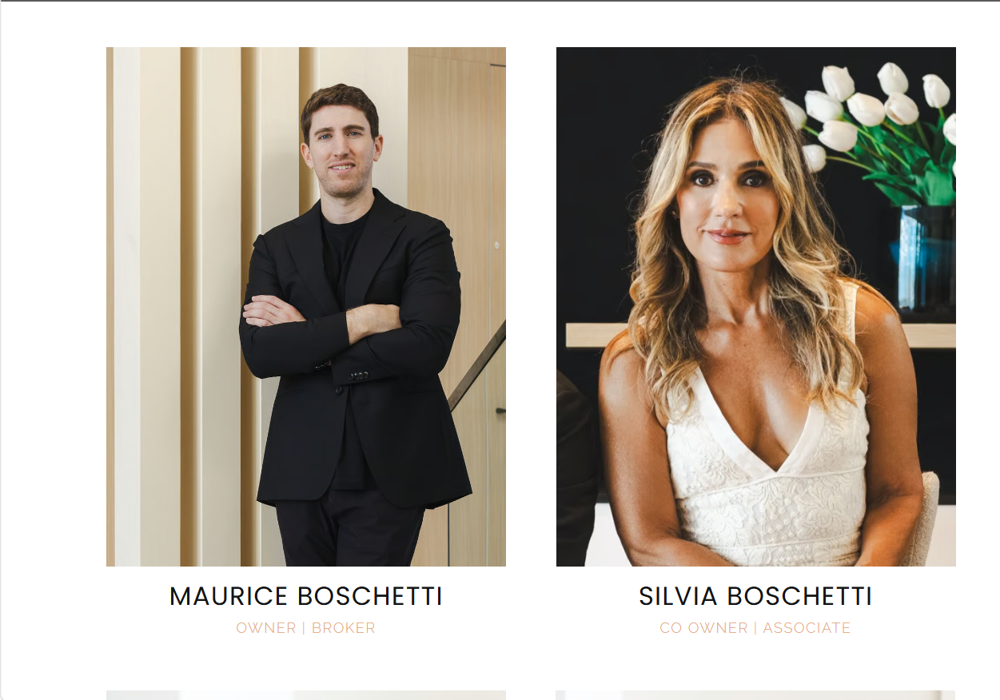 MAURICE BOSCHETTI
OWNER | BROKER
SILVIA BOSCHETTI
CO OWNER | ASSOCIATE